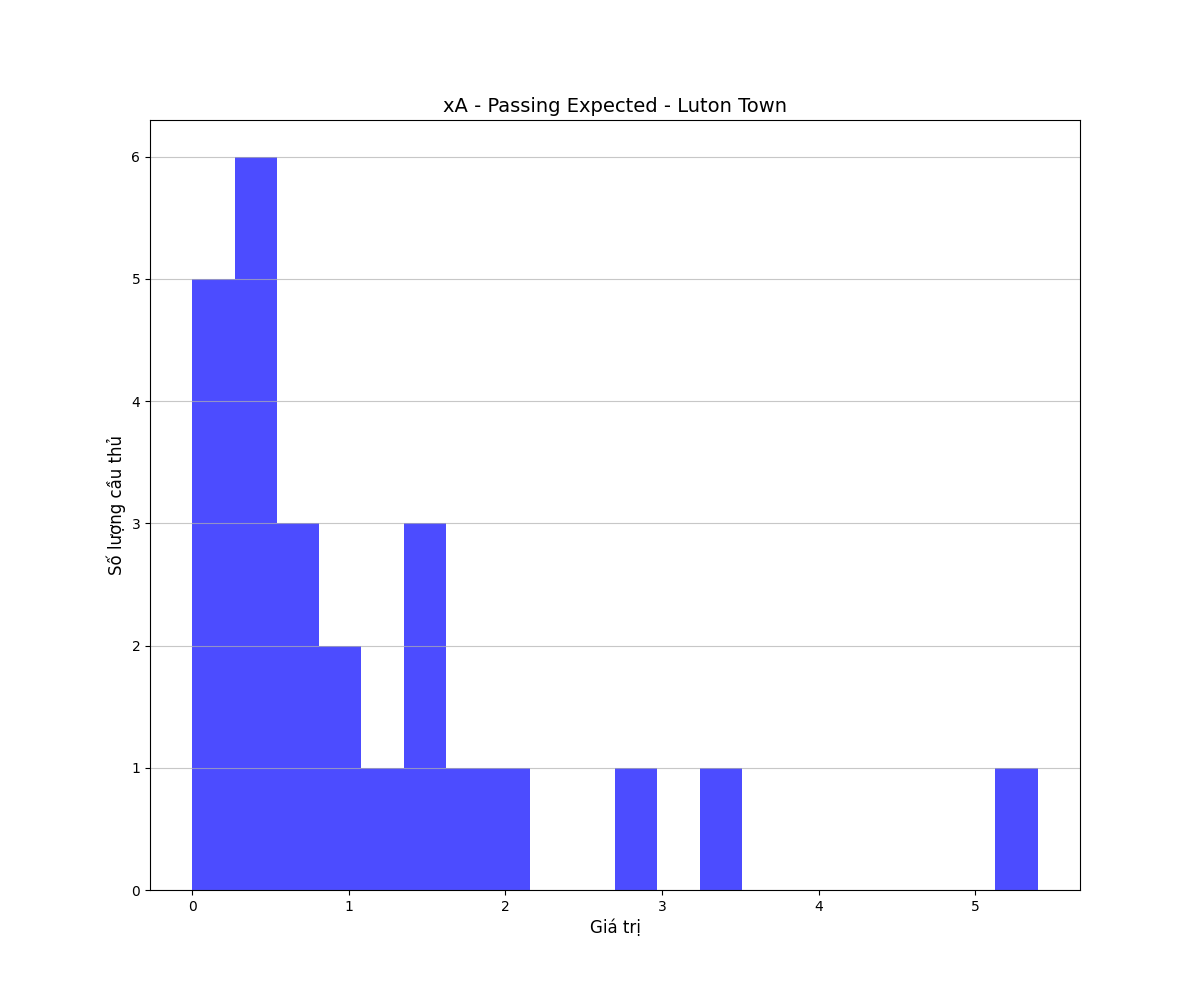 xA - Passing Expected - Luton Town
6
5
4
3
2
1
0
Số lượng cầu thủ
0 1 2 3 4 5
Giá trị